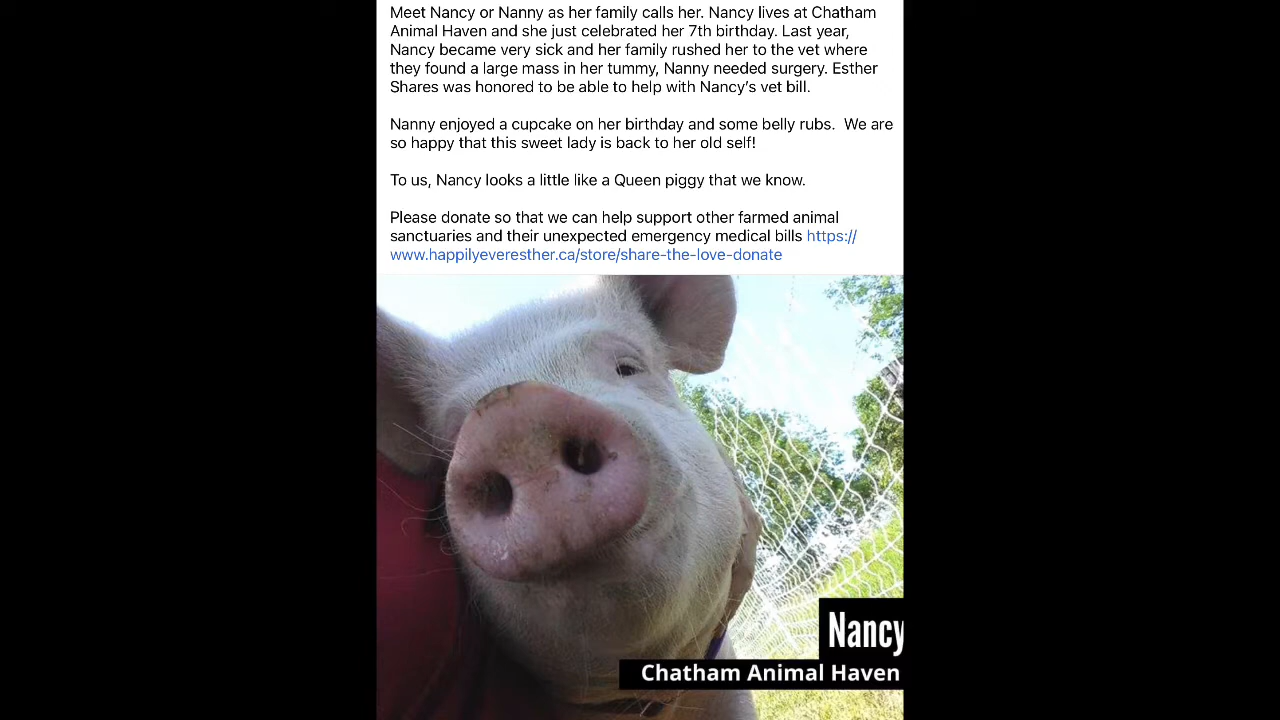 Meet Nancy or Nanny as her family calls her. Nancy lives at Chatham
Animal Haven and she just celebrated her 7th birthday. Last year,
Nancy became very sick and her family rushed her to the vet where
they found a large mass in her tummy, Nanny needed surgery. Esther
Shares was honored to be able to help with Nancy’s vet bill.
Nanny enjoyed a cupcake on her birthday and some belly rubs.  We are
so happy that this sweet lady is back to her old self!
To us, Nancy looks a little like a Queen piggy that we know.
Please donate so that we can help support other farmed animal
sanctuaries and their unexpected emergency medical bills https://
www.happilyeveresther.ca/store/share-the-love-donate
Nancy
Chatham Animal Haven